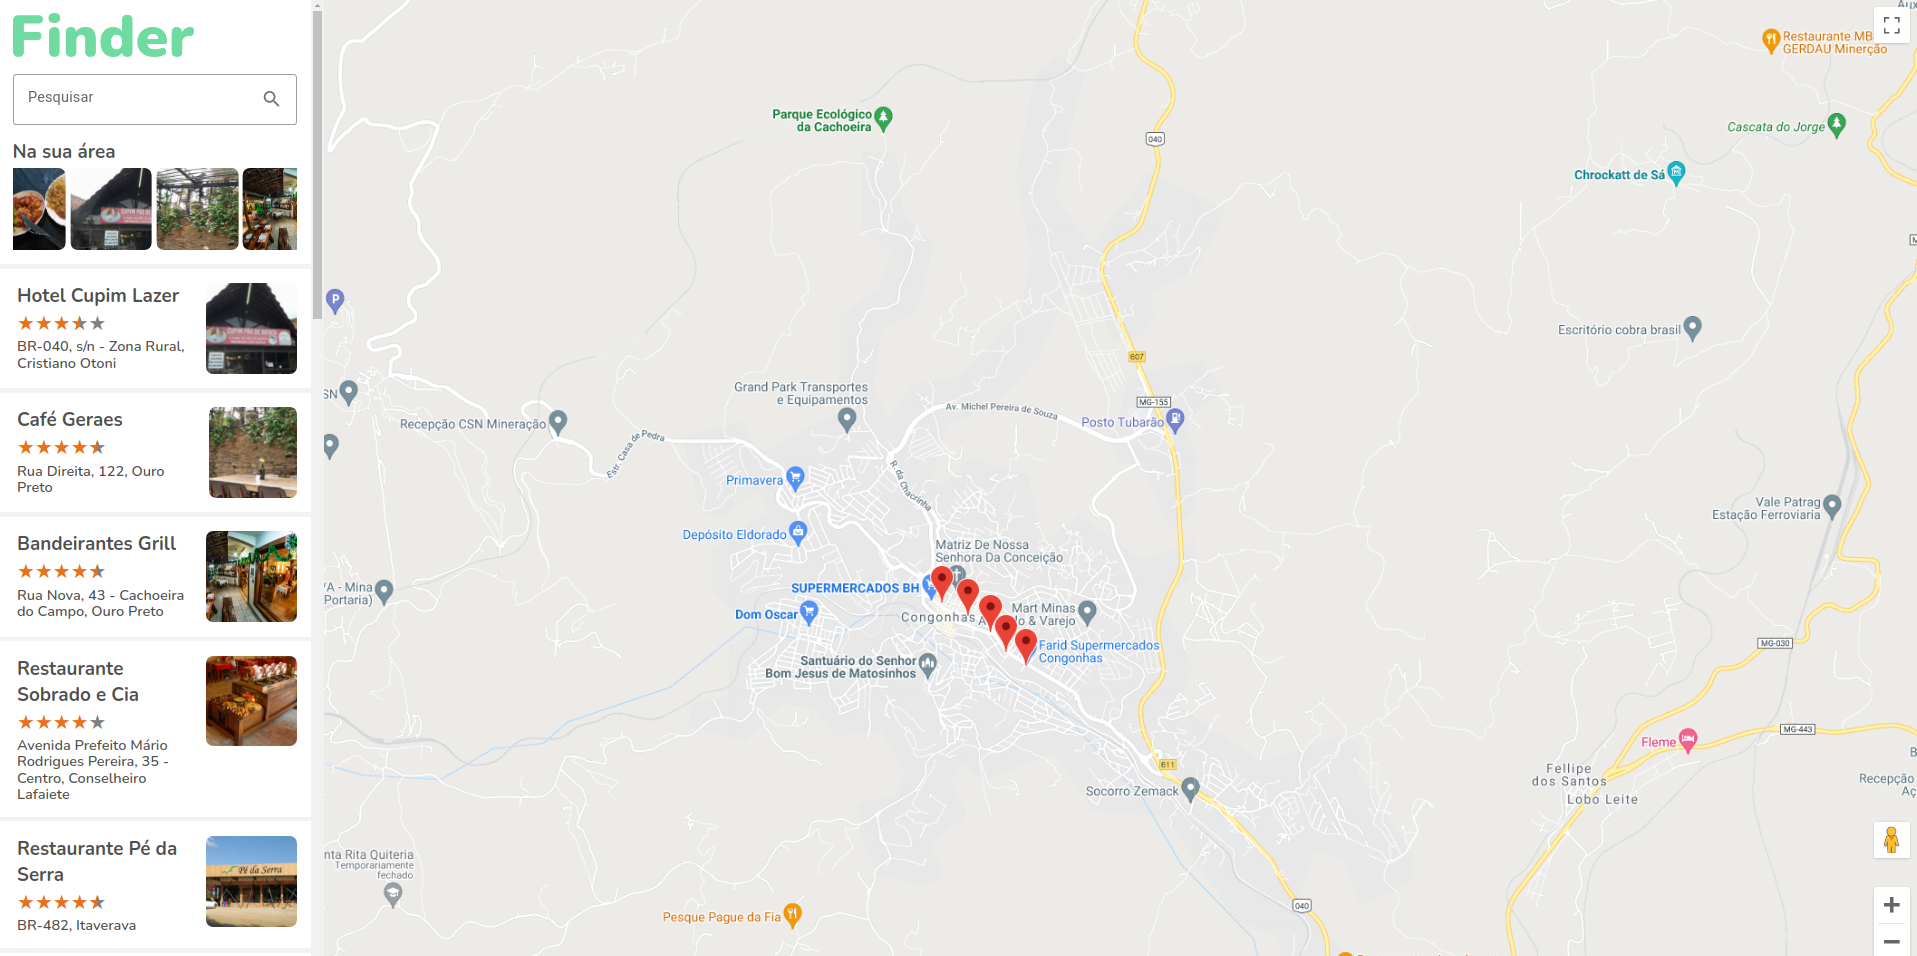 Finder
Pesquisar
Na sua área
Hotel Cupim Lazer
BR-040, s/n - Zona Rural,
Cristiano Otoni
Café Geraes
Rua Direita, 122, Ouro
Preto
Bandeirantes Grill
Rua Nova, 43 - Cachoeira
do Campo, Ouro Preto
Restaurante
Sobrado e Cia
Avenida Prefeito Mário
Rodrigues Pereira, 35 -
Centro, Conselheiro
Lafaiete
Restaurante Pé da
Serra
BR-482, Itaverava
Pé da Serra
Restaurante MB
GERDAU Minerção
Parque Ecológico
da Cachoeira
040
Cascata do Jorge
Chrockatt de Sá
P
Escritório cobra brasil
607
Grand Park Transportes
e Equipamentos
MG-155
SN
Av. Michel Pereira de Souza
Recepção CSN Mineração
Posto Tubarão
Estr. Casa de Pedra
R. da Chacrinha
Primavera
Vale Patrag
Estação Ferroviaria
Depósito Eldorado
Matriz De Nossa
Senhora Da Conceição
/A - Mina
Portaria)
SUPERMERCADOS BH
Dom Oscar
Congonhas
Mart Minas
& Varejo
Farid Supermercados
Congonhas
MG-030
Santuário do Senhor
Bom Jesus de Matosinhos
MG-443
Fleme
611
Fellipe
dos Santos
Lobo Leite
Recepção
Socorro Zemack
nta Rita Quiteria
Temporariamente
fechado
Pesque Pague da Fia
040